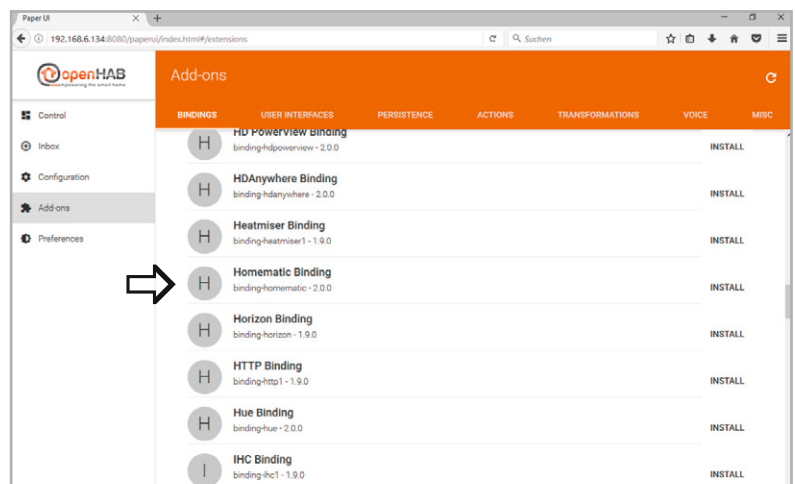 Paper UI
192.168.6.134:8080/paperui/index.html#/extensions
Suchen
openHAB
empowering the smart home
Add-ons
Control
Inbox
Configuration
Add-ons
Preferences
BINDINGS USER INTERFACES PERSISTENCE ACTIONS TRANSFORMATIONS VOICE MISC
H HD PowerView Binding
binding-hdpowerview - 2.0.0
INSTALL
H HDAnywhere Binding
binding-hdanywhere - 2.0.0
INSTALL
H Heatmiser Binding
binding-heatmiser1 - 1.9.0
INSTALL
H Homematic Binding
binding-homematic - 2.0.0
INSTALL
H Horizon Binding
binding-horizon - 1.9.0
INSTALL
H HTTP Binding
binding-http1 - 1.9.0
INSTALL
H Hue Binding
binding-hue - 2.0.0
INSTALL
I IHC Binding
binding-ihc1 - 1.9.0
INSTALL